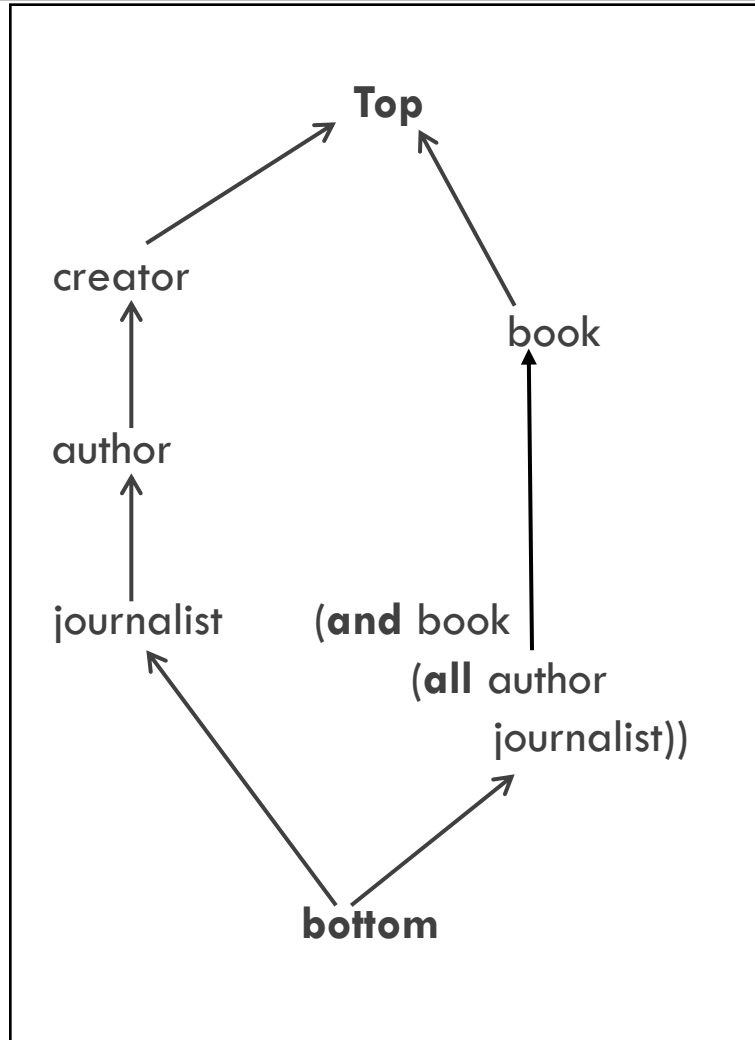 Top
creator
book
author
journalist
(and book
(all author
journalist))
bottom